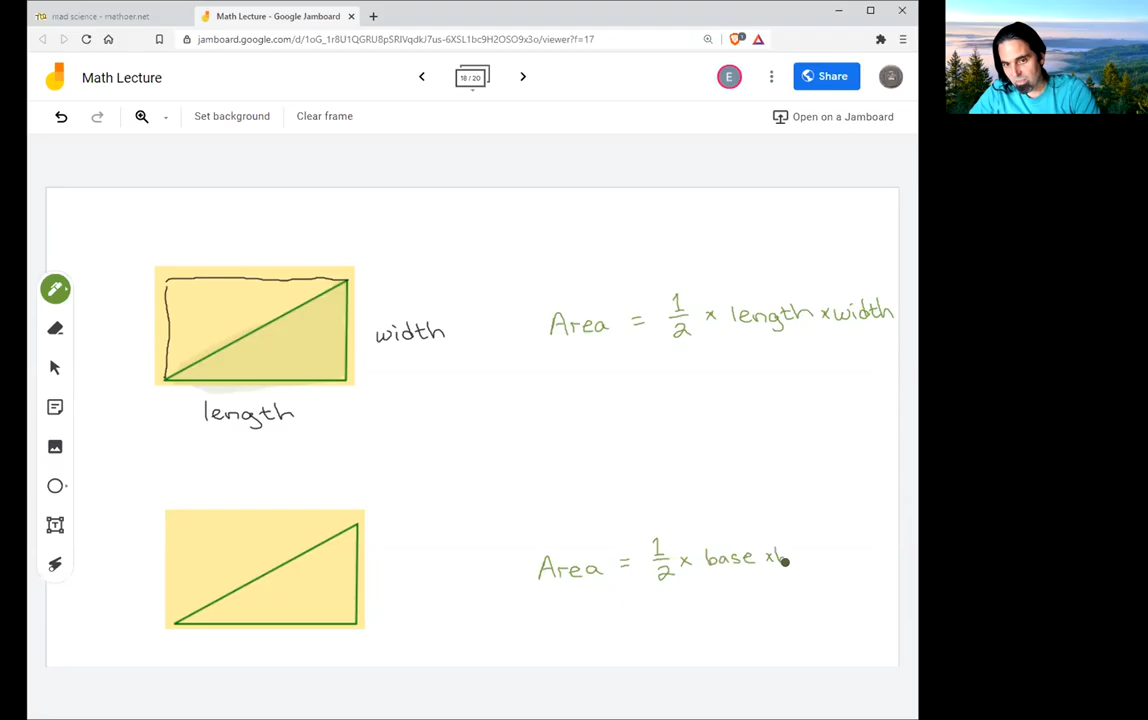 mad science - mathoer.net
Math Lecture - Google Jamboard
jamboard.google.com/d/1oG_1r8U1QGRU8pSRIVqdkJ7us-6XSL1bc9H2OSO9x3o/viewer?f=17
Math Lecture
18 / 20
E
Share
Set background
Clear frame
Open on a Jamboard
width
Area = 1/2 × length × width
length
Area = 1/2 × base ×